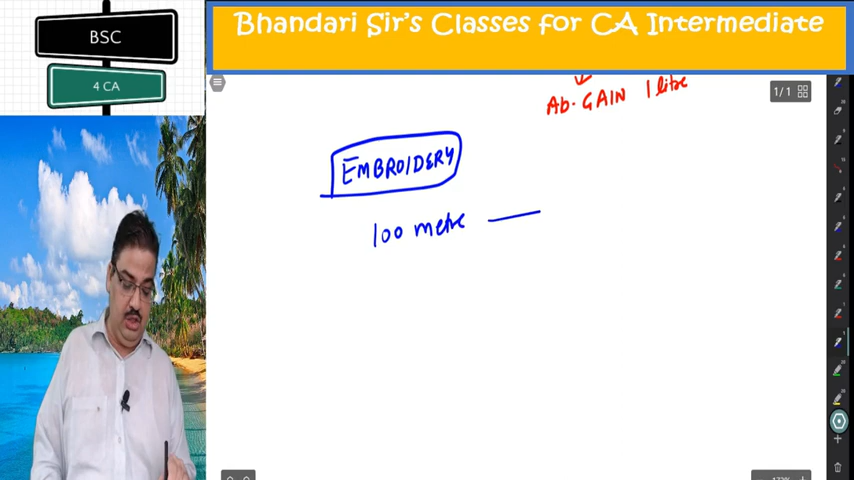 BSC
4 CA
Bhandari Sir's Classes for CA Intermediate
Ab. GAIN 1 litre
1/1
EMBROIDERY
100 metre